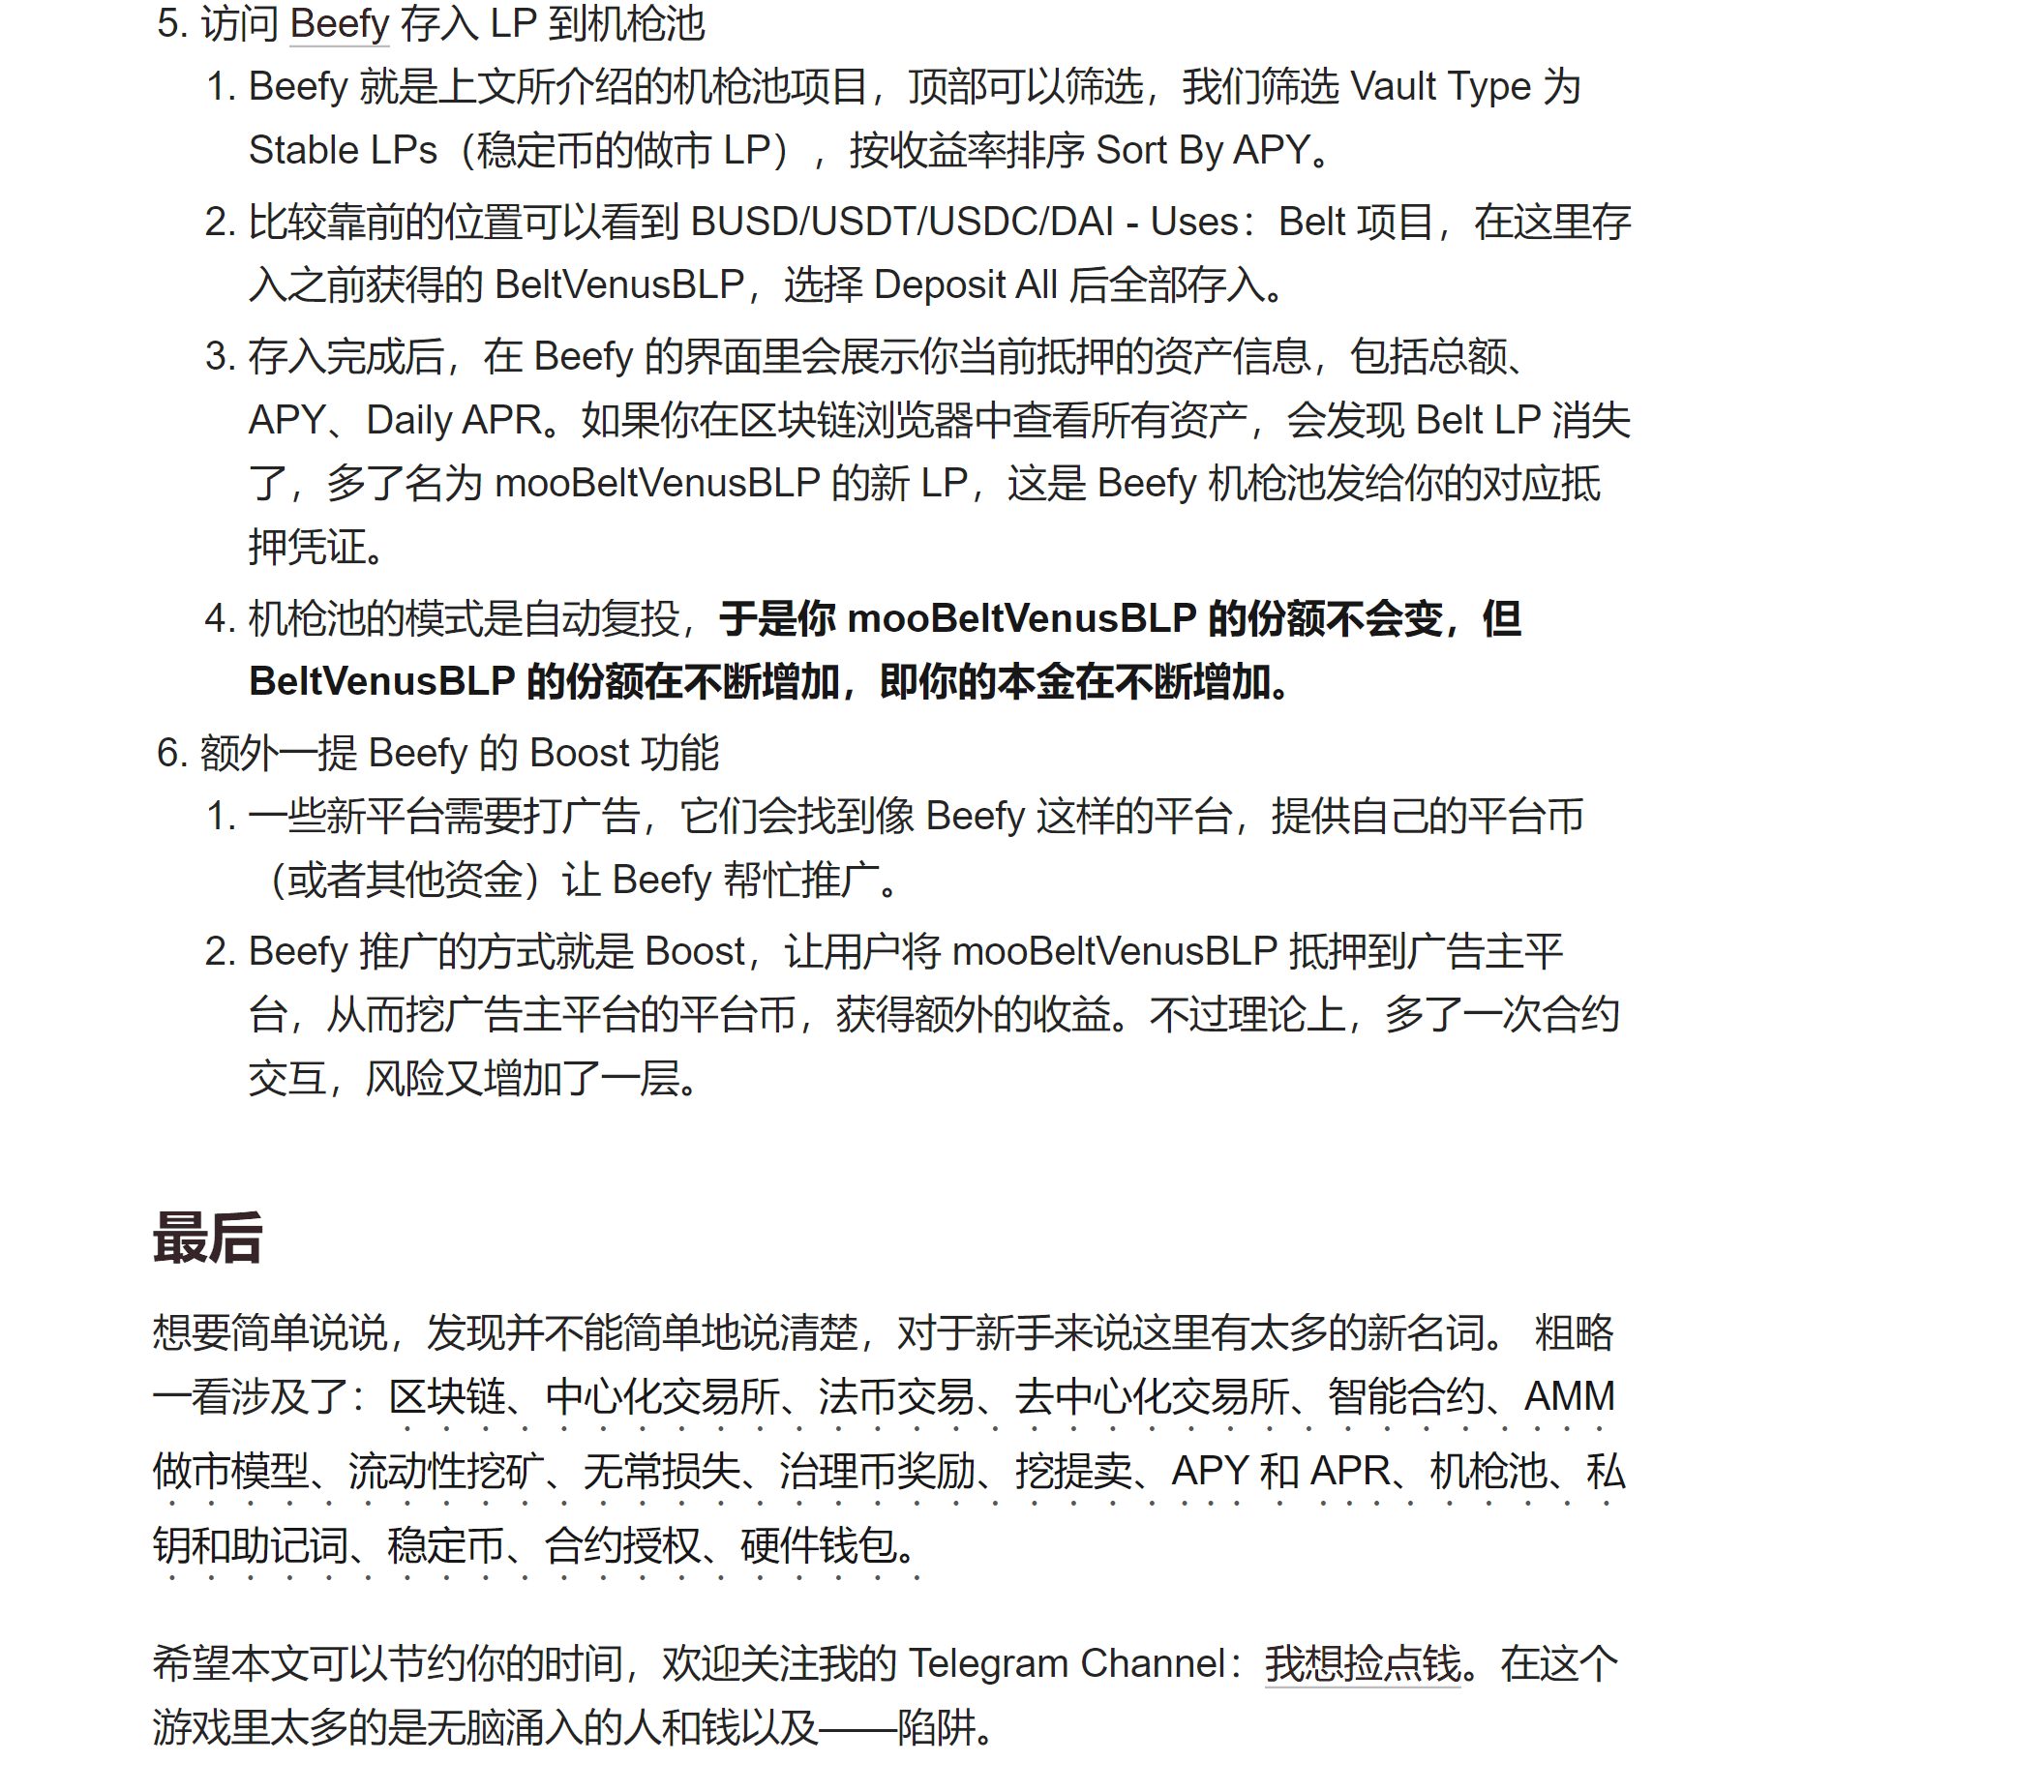 5. 访问 Beefy 存入 LP 到机枪池
1. Beefy 就是上文所介绍的机枪池项目，顶部可以筛选，我们筛选 Vault Type 为
Stable LPs（稳定币的做市 LP），按收益率排序 Sort By APY。
2. 比较靠前的位置可以看到 BUSD/USDT/USDC/DAI - Uses：Belt 项目，在这里存
入之前获得的 BeltVenusBLP，选择 Deposit All 后全部存入。
3. 存入完成后，在 Beefy 的界面里会展示你当前抵押的资产信息，包括总额、
APY、Daily APR。如果你在区块链浏览器中查看所有资产，会发现 Belt LP 消失
了，多了名为 mooBeltVenusBLP 的新 LP，这是 Beefy 机枪池发给你的对应抵
押凭证。
4. 机枪池的模式是自动复投，于是你 mooBeltVenusBLP 的份额不会变，但
BeltVenusBLP 的份额在不断增加，即你的本金在不断增加。
6. 额外一提 Beefy 的 Boost 功能
1. 一些新平台需要打广告，它们会找到像 Beefy 这样的平台，提供自己的平台币
（或者其他资金）让 Beefy 帮忙推广。
2. Beefy 推广的方式就是 Boost，让用户将 mooBeltVenusBLP 抵押到广告主平
台，从而挖广告主平台的平台币，获得额外的收益。不过理论上，多了一次合约
交互，风险又增加了一层。
最后
想要简单说说，发现并不能简单地说清楚，对于新手来说这里有太多的新名词。 粗略
一看涉及了：区块链、中心化交易所、法币交易、去中心化交易所、智能合约、AMM
做市模型、流动性挖矿、无常损失、治理币奖励、挖提卖、APY 和 APR、机枪池、私
钥和助记词、稳定币、合约授权、硬件钱包。
希望本文可以节约你的时间，欢迎关注我的 Telegram Channel：我想捡点钱。在这个
游戏里太多的是无脑涌入的人和钱以及——陷阱。